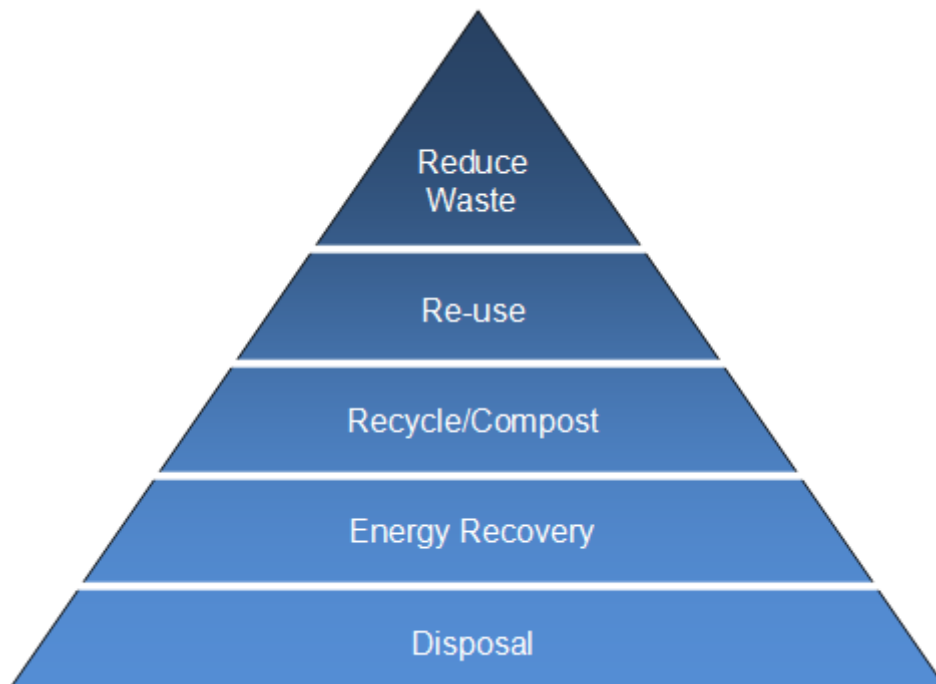 Reduce
Waste
Re-use
Recycle/Compost
Energy Recovery
Disposal